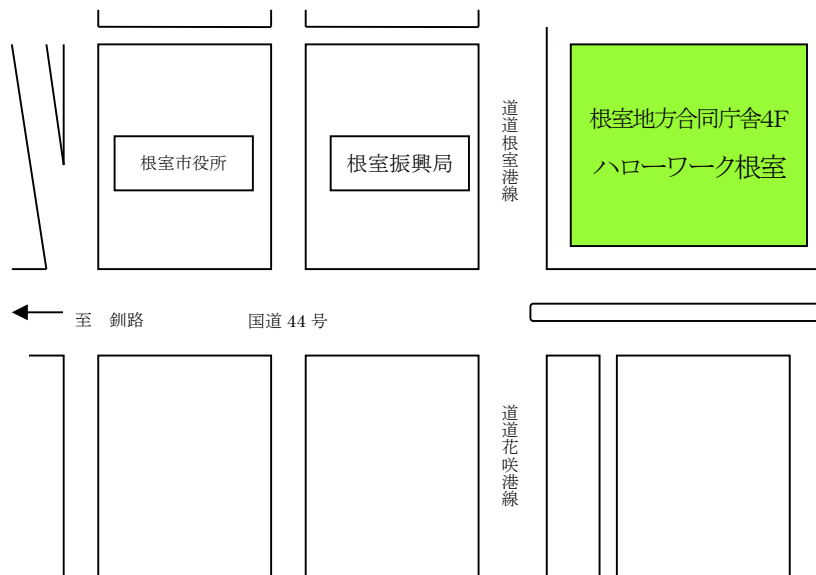 道道根室港線
根室地方合同庁舎4F
ハローワーク根室
根室市役所
根室振興局
至　釧路
国道 44 号
道道花咲港線